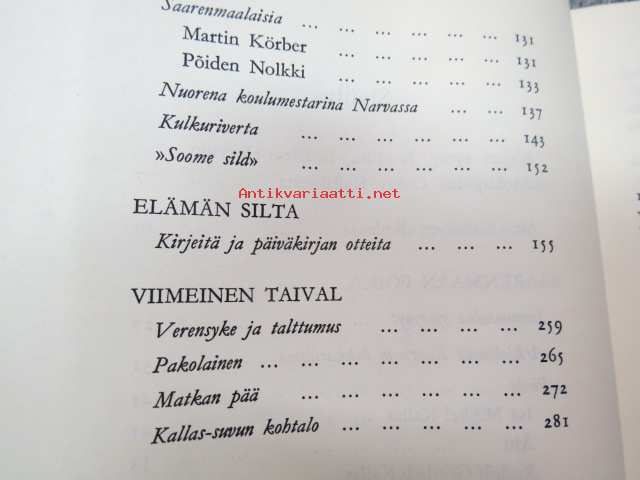 Saarenmaalaisia ... ... ... ... ... ... 131
Martin Körber ... ... ... ... ... 131
Pöiden Nolkki ... ... ... ... ... 133
Nuorena koulumestarina Narvassa ... ... 137
Kulkuriverta ... ... ... ... ... ... 143
»Soome sild» ... ... ... ... ... ... 152
Antikvariaatti.net
ELÄMÄN SILTA
Kirjeitä ja päiväkirjan otteita ... ... ... 155
VIIMEINEN TAIVAL
Verensyke ja talttumus ... ... ... ... 259
Pakolainen ... ... ... ... ... ... ... 265
Matkan pää ... ... ... ... ... ... 272
Kallas-suvun kohtalo ... ... ... ... ... 281